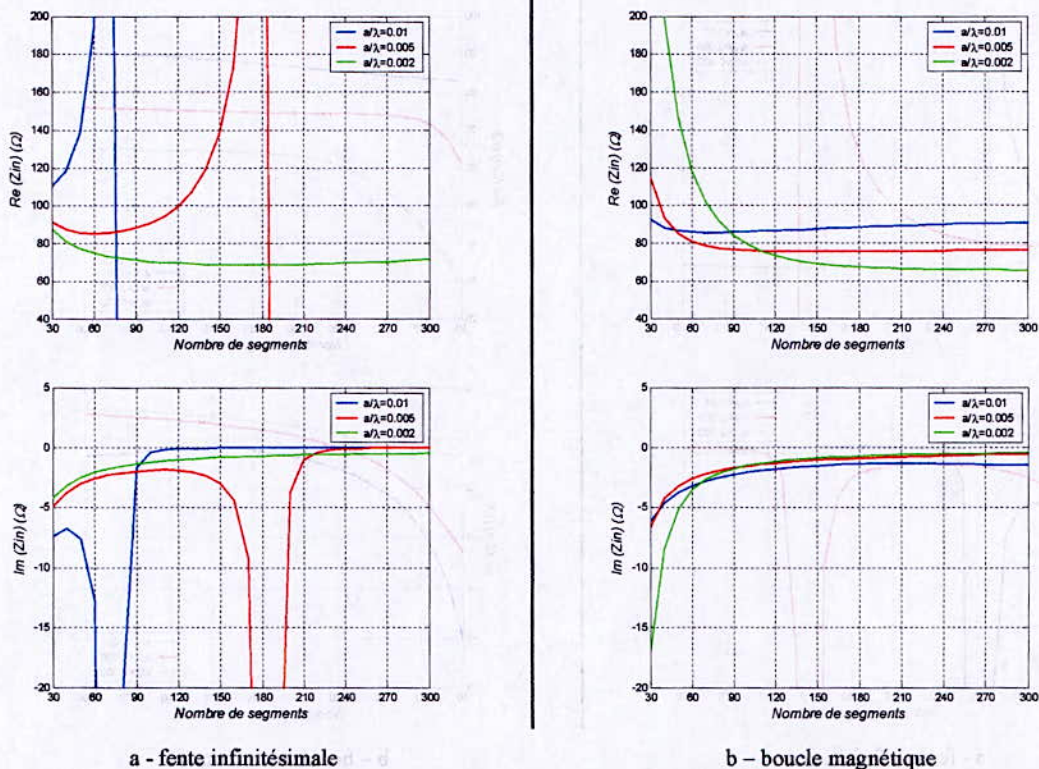 200
180
160
140
120
100
80
60
40
Re (Zin) (Ω)
a/λ=0.01
a/λ=0.005
a/λ=0.002
30 60 90 120 150 180 210 240 270 300
Nombre de segments
5
0
-5
-10
-15
-20
Im (Zin) (Ω)
a/λ=0.01
a/λ=0.005
a/λ=0.002
30 60 90 120 150 180 210 240 270 300
Nombre de segments
a - fente infinitésimale
200
180
160
140
120
100
80
60
40
Re (Zin) (Ω)
a/λ=0.01
a/λ=0.005
a/λ=0.002
30 60 90 120 150 180 210 240 270 300
Nombre de segments
5
0
-5
-10
-15
-20
Im (Zin) (Ω)
a/λ=0.01
a/λ=0.005
a/λ=0.002
30 60 90 120 150 180 210 240 270 300
Nombre de segments
b – boucle magnétique